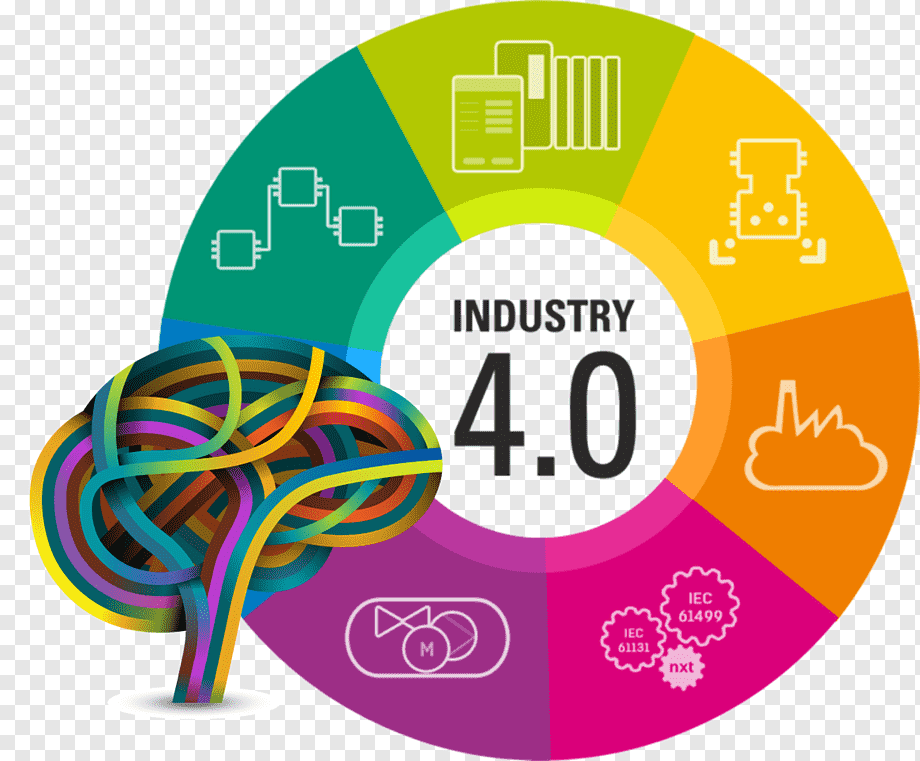 INDUSTRY
4.0
IEC
61499
IEC
61131
nxt
M